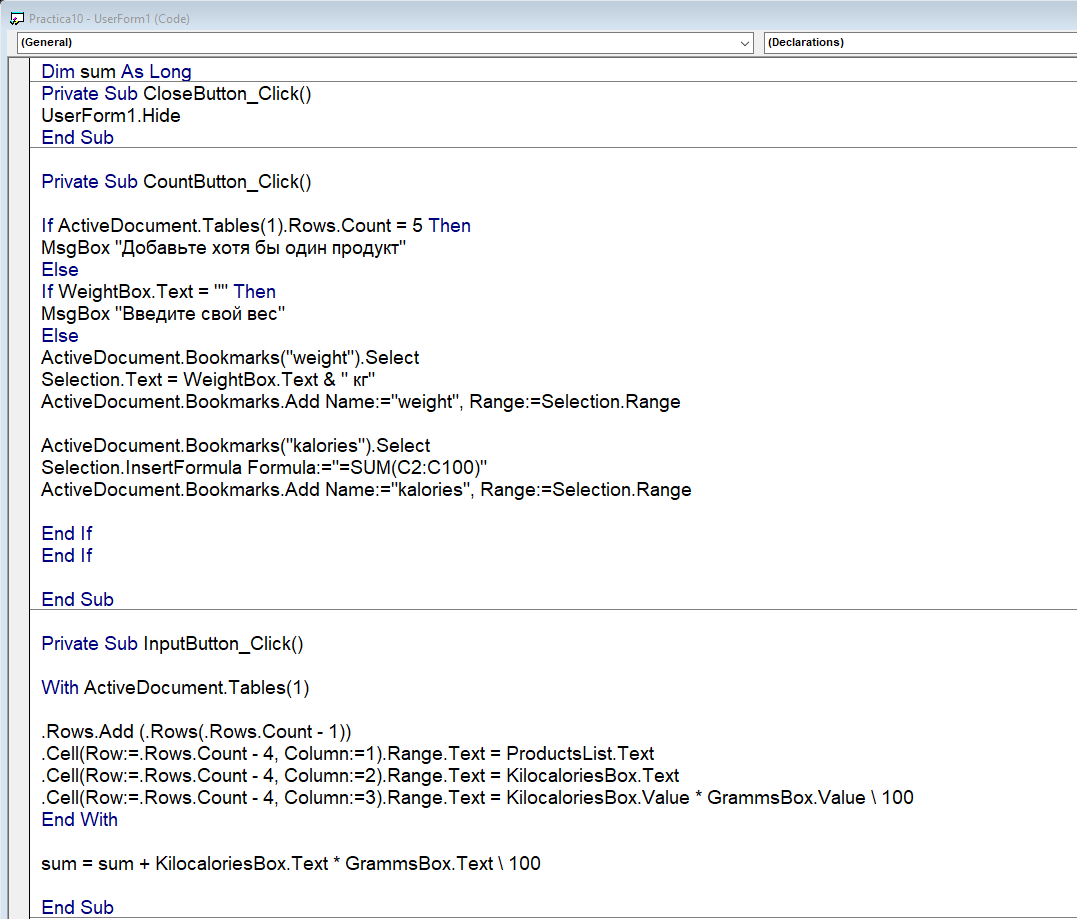 Practica10 - UserForm1 (Code)
(General) (Declarations)
Dim sum As Long
Private Sub CloseButton_Click()
UserForm1.Hide
End Sub
Private Sub CountButton_Click()
If ActiveDocument.Tables(1).Rows.Count = 5 Then
MsgBox "Добавьте хотя бы один продукт"
Else
If WeightBox.Text = "" Then
MsgBox "Введите свой вес"
Else
ActiveDocument.Bookmarks("weight").Select
Selection.Text = WeightBox.Text & " кг"
ActiveDocument.Bookmarks.Add Name:="weight", Range:=Selection.Range
ActiveDocument.Bookmarks("kalories").Select
Selection.InsertFormula Formula:="=SUM(C2:C100)"
ActiveDocument.Bookmarks.Add Name:="kalories", Range:=Selection.Range
End If
End If
End Sub
Private Sub InputButton_Click()
With ActiveDocument.Tables(1)
.Rows.Add (.Rows(.Rows.Count - 1))
.Cell(Row:=.Rows.Count - 4, Column:=1).Range.Text = ProductsList.Text
.Cell(Row:=.Rows.Count - 4, Column:=2).Range.Text = KilocaloriesBox.Text
.Cell(Row:=.Rows.Count - 4, Column:=3).Range.Text = KilocaloriesBox.Value * GrammsBox.Value \ 100
End With
sum = sum + KilocaloriesBox.Text * GrammsBox.Text \ 100
End Sub